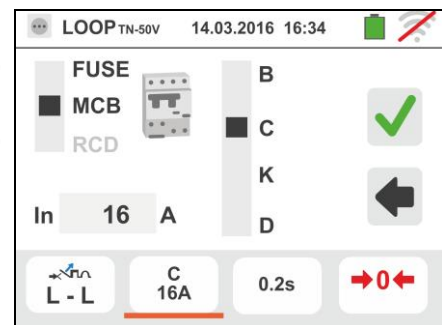 LOOP TN-50V 14.03.2016 16:34
FUSE
MCB
RCD
B
C
K
D
In 16 A
L - L
C
16A
0.2s
0